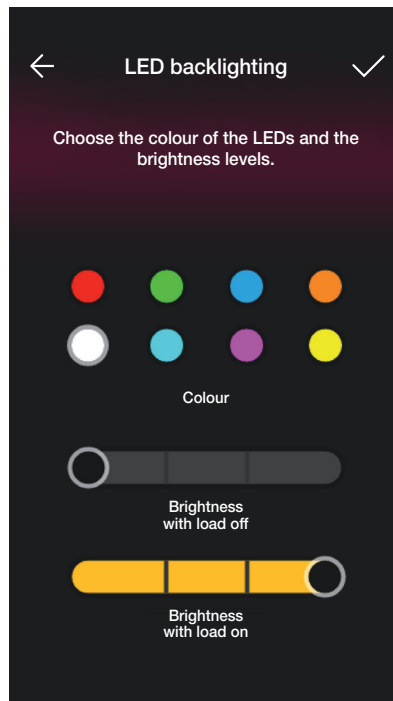 LED backlighting
Choose the colour of the LEDs and the
brightness levels.
Colour
Brightness
with load off
Brightness
with load on